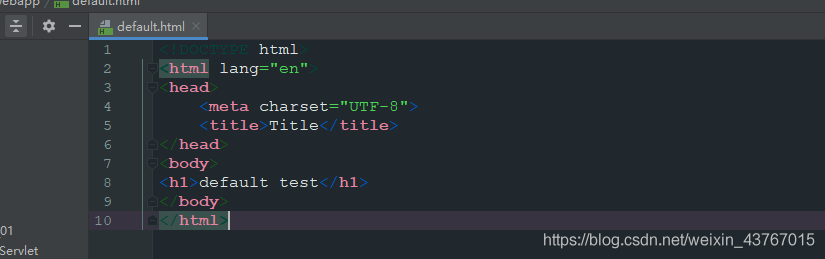 webapp / default.html
default.html ×
1 <!DOCTYPE html>
2 <html lang="en">
3 <head>
4 <meta charset="UTF-8">
5 <title>Title</title>
6 </head>
7 <body>
8 <h1>default test</h1>
9 </body>
10 </html>
01
Servlet
https://blog.csdn.net/weixin_43767015